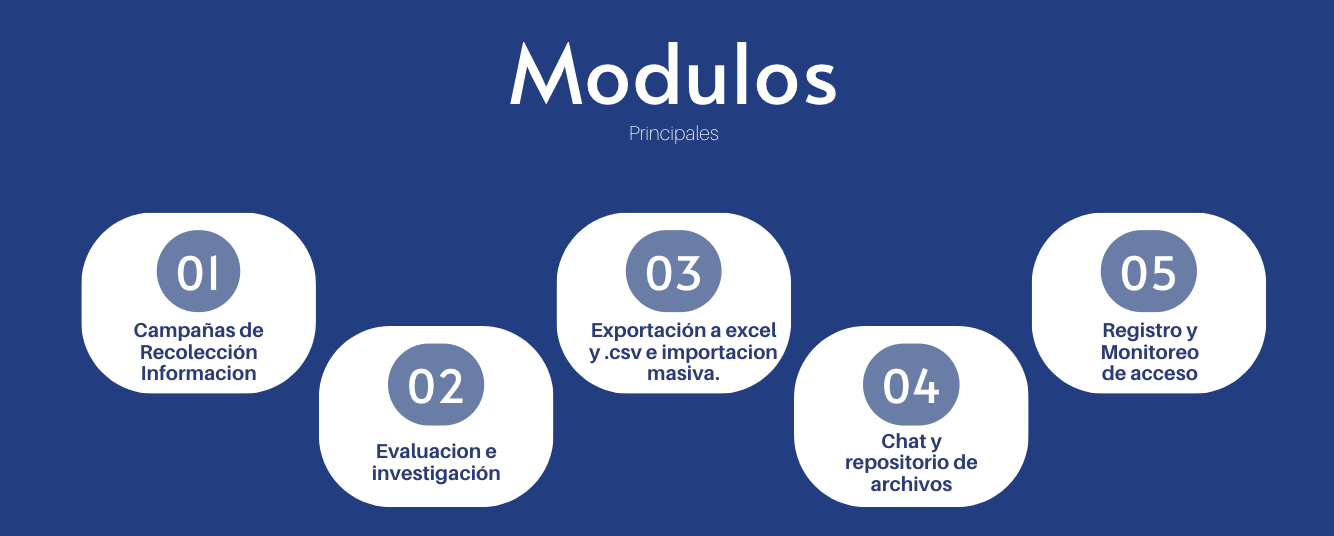 Modulos
Principales
01
Campañas de
Recolección
Informacion
02
Evaluacion e
investigación
03
Exportación a excel
y .csv e importacion
masiva.
04
Chat y
repositorio de
archivos
05
Registro y
Monitoreo
de acceso